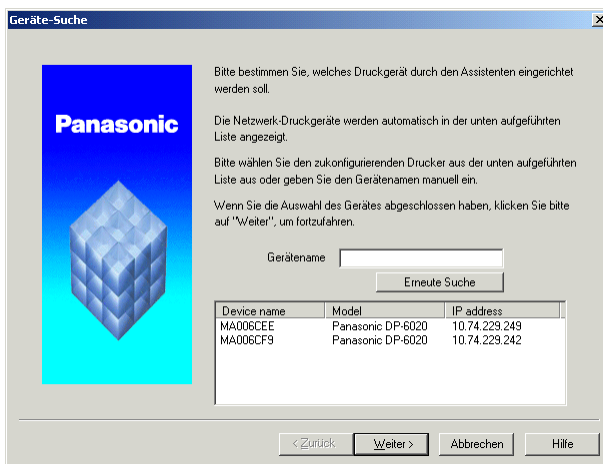 Geräte-Suche
Panasonic
Bitte bestimmen Sie, welches Druckgerät durch den Assistenten eingerichtet
werden soll.
Die Netzwerk-Druckgeräte werden automatisch in der unten aufgeführten
Liste angezeigt.
Bitte wählen Sie den zukonfigurierenden Drucker aus der unten aufgeführten
Liste aus oder geben Sie den Gerätenamen manuell ein.
Wenn Sie die Auswahl des Gerätes abgeschlossen haben, klicken Sie bitte
auf "Weiter", um fortzufahren.
Gerätename
Erneute Suche
Device name Model IP address
MA006CEE Panasonic DP-6020 10.74.229.249
MA006CF9 Panasonic DP-6020 10.74.229.242
< Zurück Weiter > Abbrechen Hilfe